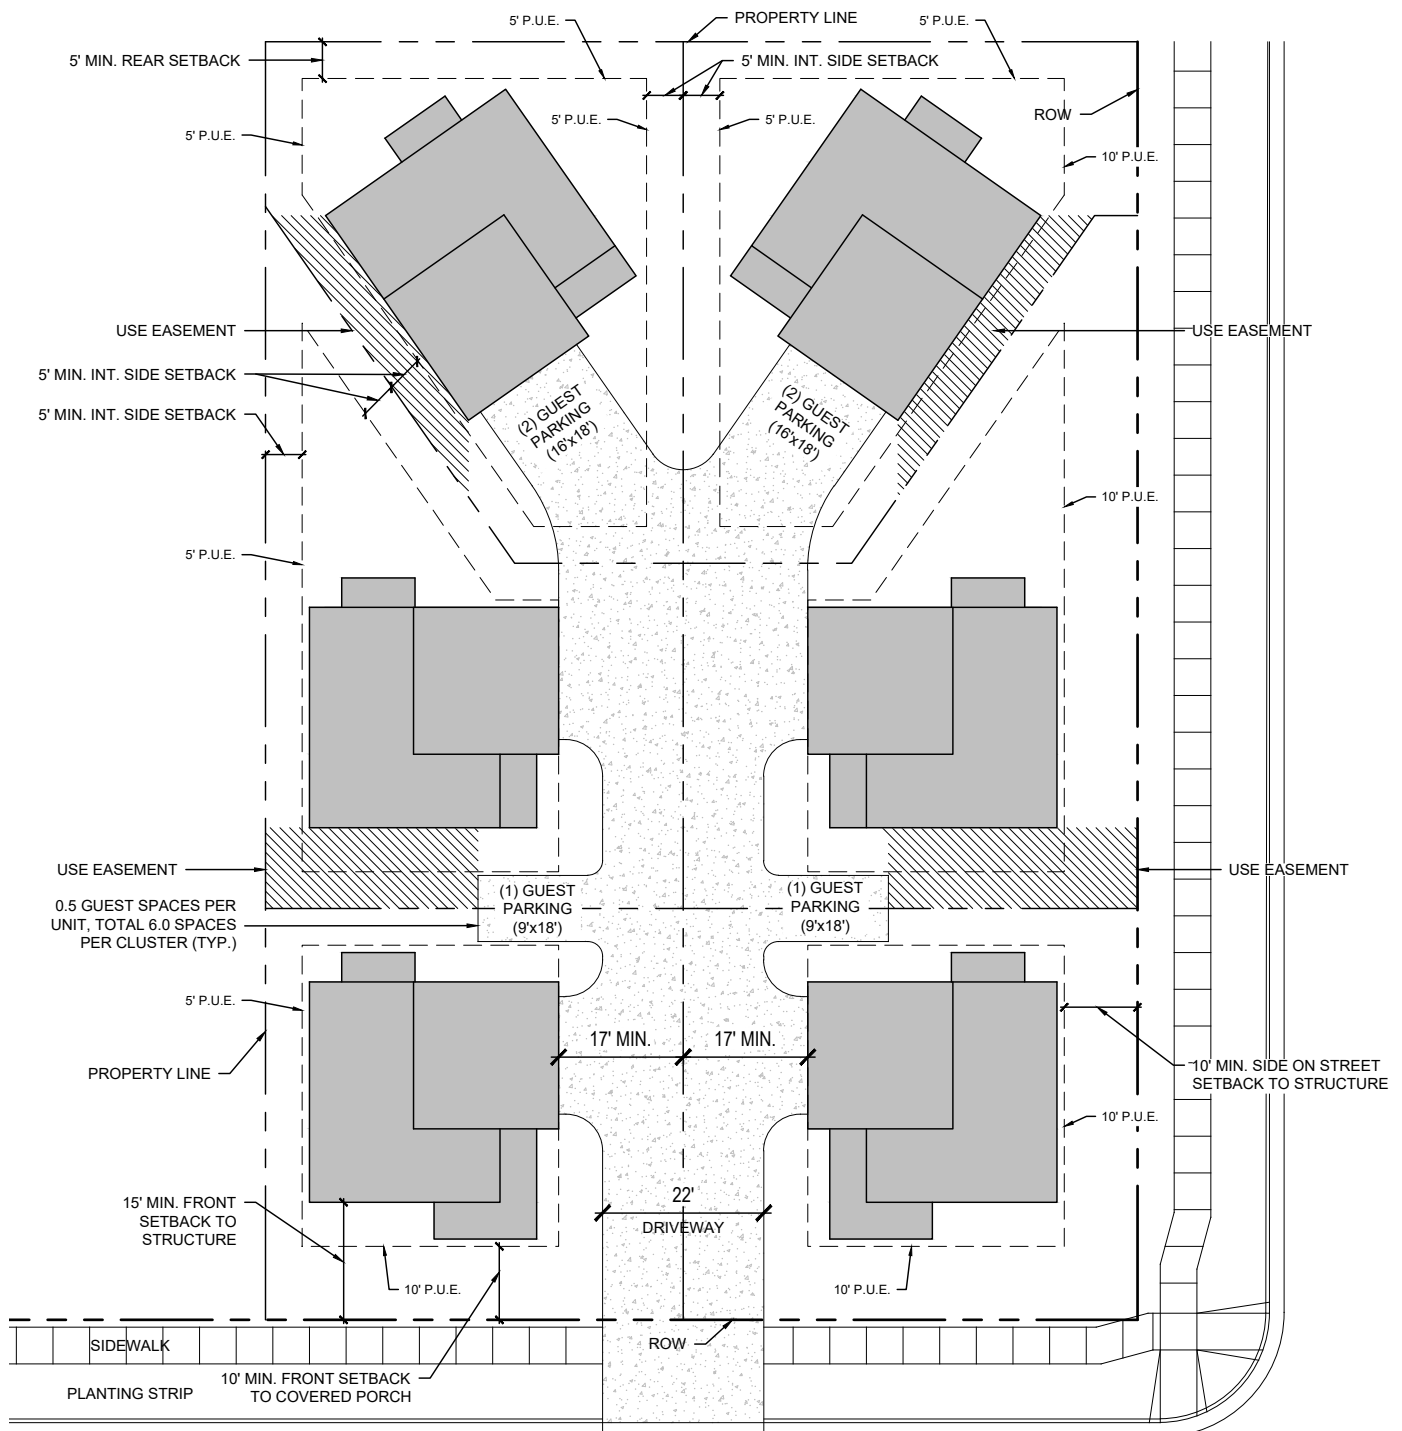 5' P.U.E.
PROPERTY LINE
5' P.U.E.
5' MIN. REAR SETBACK
5' MIN. INT. SIDE SETBACK
ROW
5' P.U.E.
5' P.U.E.
5' P.U.E.
10' P.U.E.
USE EASEMENT
USE EASEMENT
5' MIN. INT. SIDE SETBACK
5' MIN. INT. SIDE SETBACK
(2) GUEST
PARKING
(16'x18')
(2) GUEST
PARKING
(16'x18')
10' P.U.E.
5' P.U.E.
USE EASEMENT
USE EASEMENT
0.5 GUEST SPACES PER
UNIT, TOTAL 6.0 SPACES
PER CLUSTER (TYP.)
(1) GUEST
PARKING
(9'x18')
(1) GUEST
PARKING
(9'x18')
5' P.U.E.
17' MIN.
17' MIN.
PROPERTY LINE
10' MIN. SIDE ON STREET
SETBACK TO STRUCTURE
10' P.U.E.
15' MIN. FRONT
SETBACK TO
STRUCTURE
22'
DRIVEWAY
10' P.U.E.
10' P.U.E.
SIDEWALK
ROW
10' MIN. FRONT SETBACK
TO COVERED PORCH
PLANTING STRIP